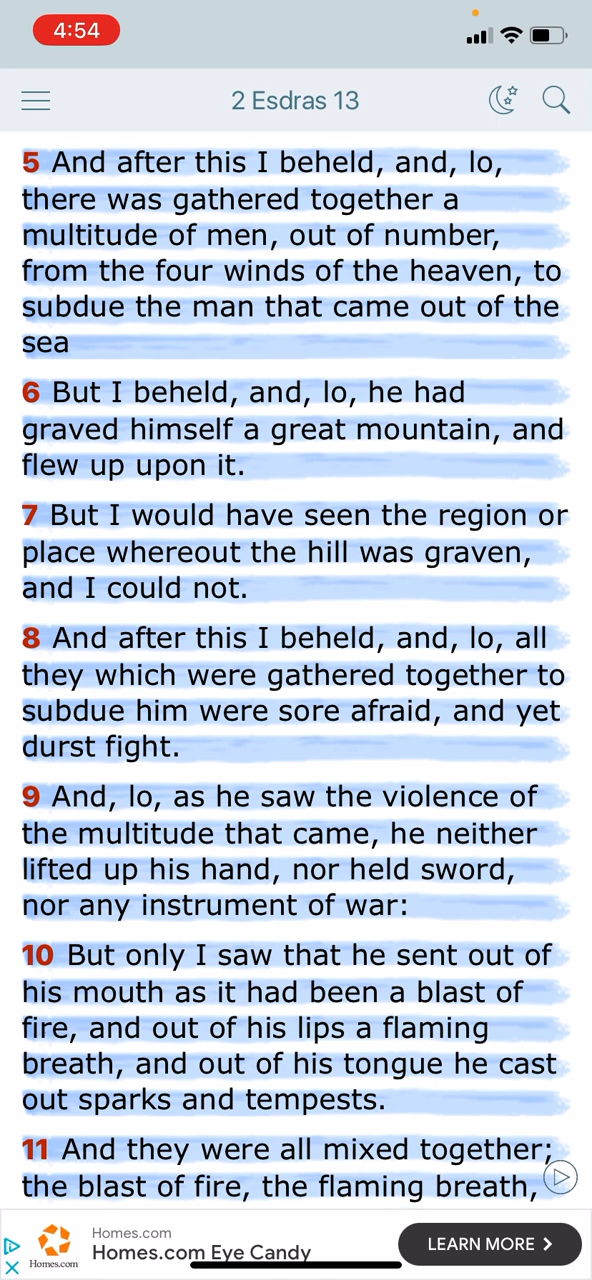 4:54
2 Esdras 13
5 And after this I beheld, and, lo,
there was gathered together a
multitude of men, out of number,
from the four winds of the heaven, to
subdue the man that came out of the
sea
6 But I beheld, and, lo, he had
graved himself a great mountain, and
flew up upon it.
7 But I would have seen the region or
place whereout the hill was graven,
and I could not.
8 And after this I beheld, and, lo, all
they which were gathered together to
subdue him were sore afraid, and yet
durst fight.
9 And, lo, as he saw the violence of
the multitude that came, he neither
lifted up his hand, nor held sword,
nor any instrument of war:
10 But only I saw that he sent out of
his mouth as it had been a blast of
fire, and out of his lips a flaming
breath, and out of his tongue he cast
out sparks and tempests.
11 And they were all mixed together;
the blast of fire, the flaming breath,
Homes.com
Homes.com
Homes.com Eye Candy
LEARN MORE